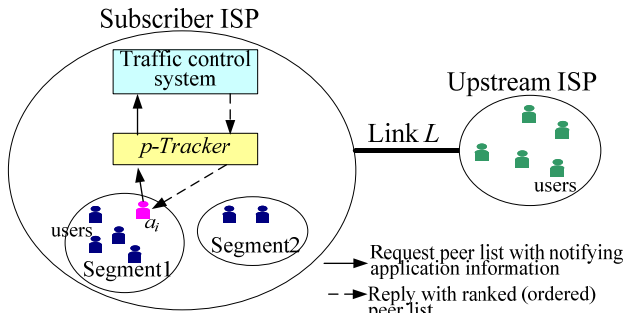 Subscriber ISP
Traffic control
system
Upstream ISP
p-Tracker
Link L
users
a_i
users
Segment1
Segment2
Request peer list with notifying
application information
Reply with ranked (ordered)
peer list